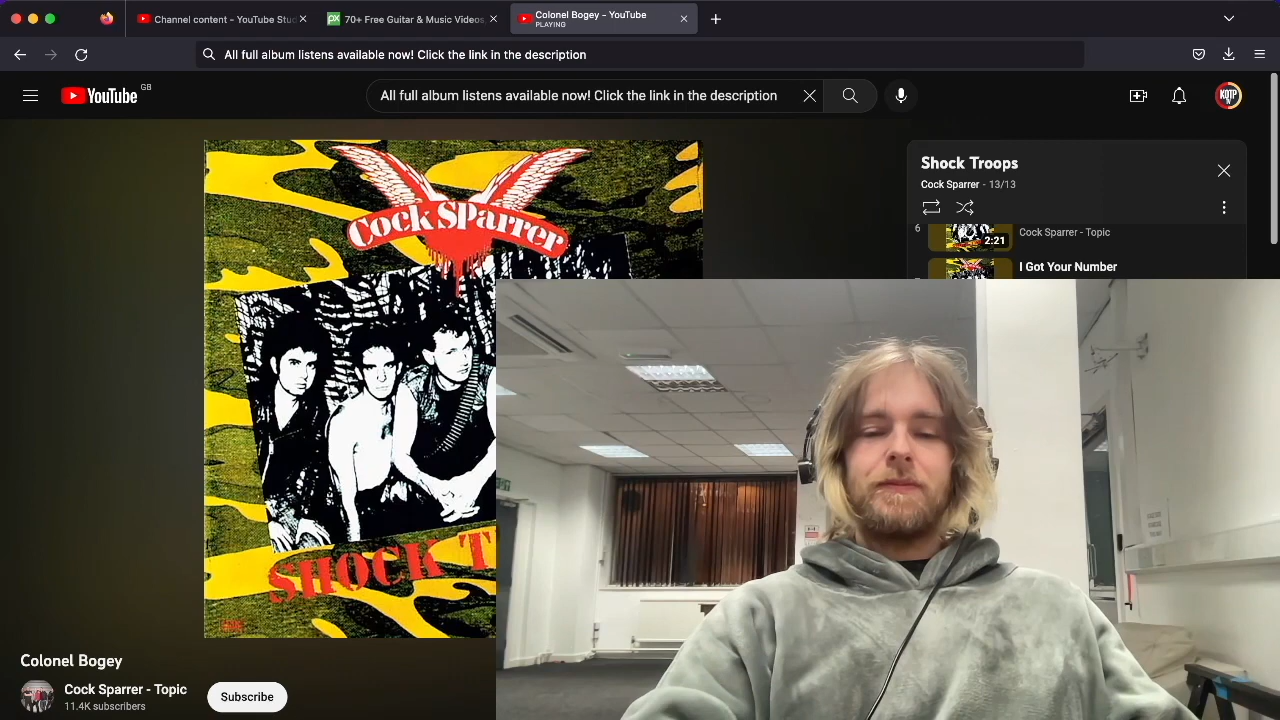 Channel content - YouTube Stud
70+ Free Guitar & Music Videos,
Colonel Bogey - YouTube
PLAYING
All full album listens available now! Click the link in the description
YouTube GB
All full album listens available now! Click the link in the description
KOTP
Cock Sparrer
SHOCK T
Shock Troops
Cock Sparrer - 13/13
6
2:21
Cock Sparrer - Topic
I Got Your Number
Colonel Bogey
Cock Sparrer - Topic
11.4K subscribers
Subscribe